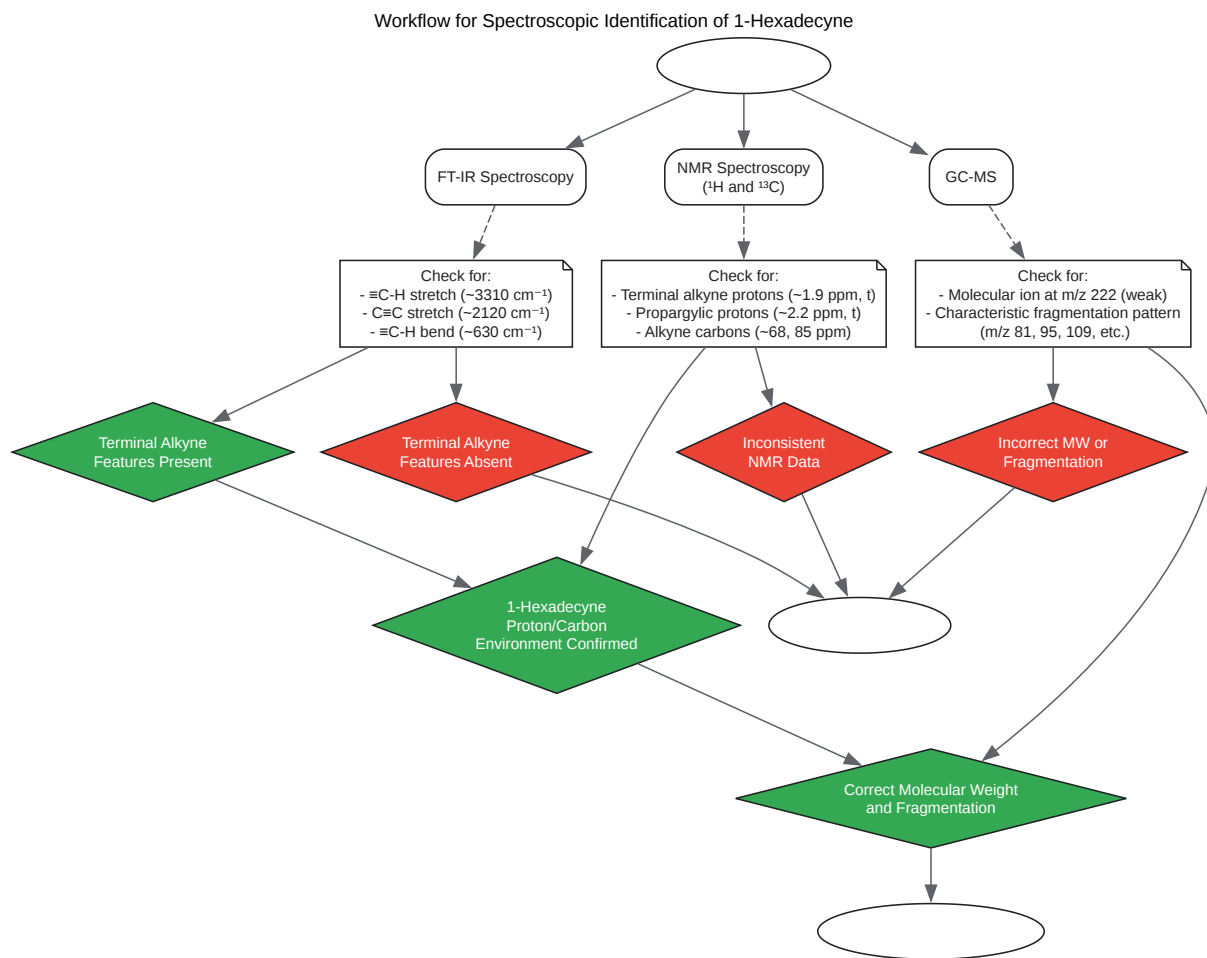 Workflow for Spectroscopic Identification of 1-Hexadecyne
FT-IR Spectroscopy
NMR Spectroscopy
(¹H and ¹³C)
GC-MS
Check for:
- ≡C-H stretch (~3310 cm⁻¹)
- C≡C stretch (~2120 cm⁻¹)
- ≡C-H bend (~630 cm⁻¹)
Check for:
- Terminal alkyne protons (~1.9 ppm, t)
- Propargylic protons (~2.2 ppm, t)
- Alkyne carbons (~68, 85 ppm)
Check for:
- Molecular ion at m/z 222 (weak)
- Characteristic fragmentation pattern
(m/z 81, 95, 109, etc.)
Terminal Alkyne
Features Present
Terminal Alkyne
Features Absent
Inconsistent
NMR Data
Incorrect MW or
Fragmentation
1-Hexadecyne
Proton/Carbon
Environment Confirmed
Correct Molecular Weight
and Fragmentation